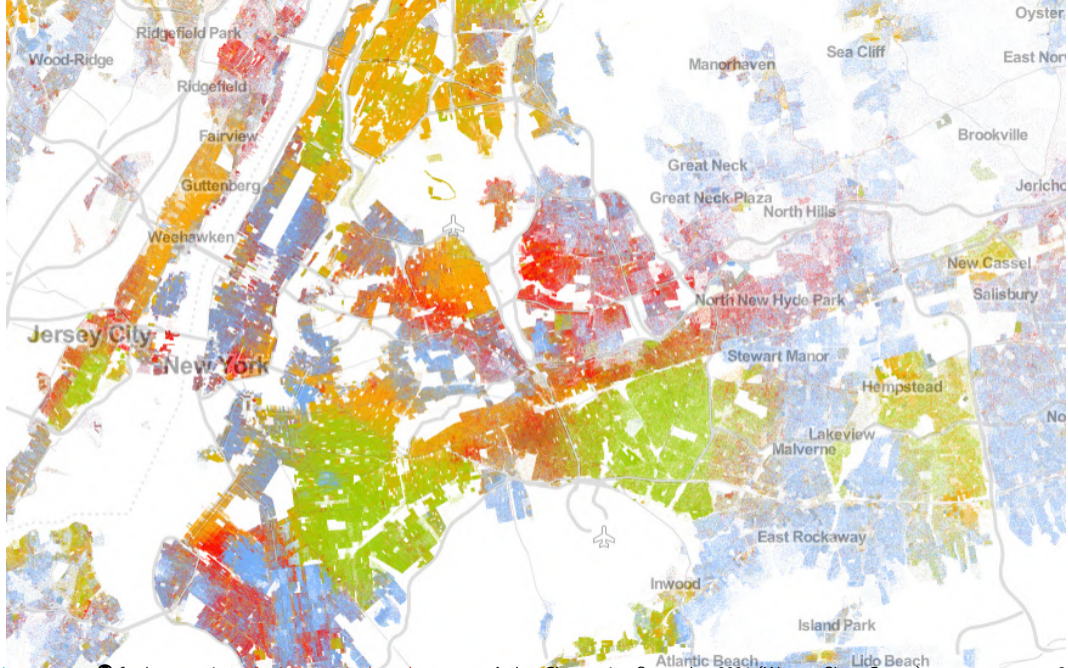 Oyster
Ridgefield Park
Sea Cliff
East Nor
Wood-Ridge
Manorhaven
Ridgefield
Fairview
Brookville
Great Neck
Guttenberg
Jericho
Great Neck Plaza
North Hills
Weehawken
New Cassel
Salisbury
North New Hyde Park
Jersey City
Stewart Manor
New York
Hempstead
No
Lakeview
Malverne
East Rockaway
Inwood
Island Park
Atlantic Beach
Lido Beach